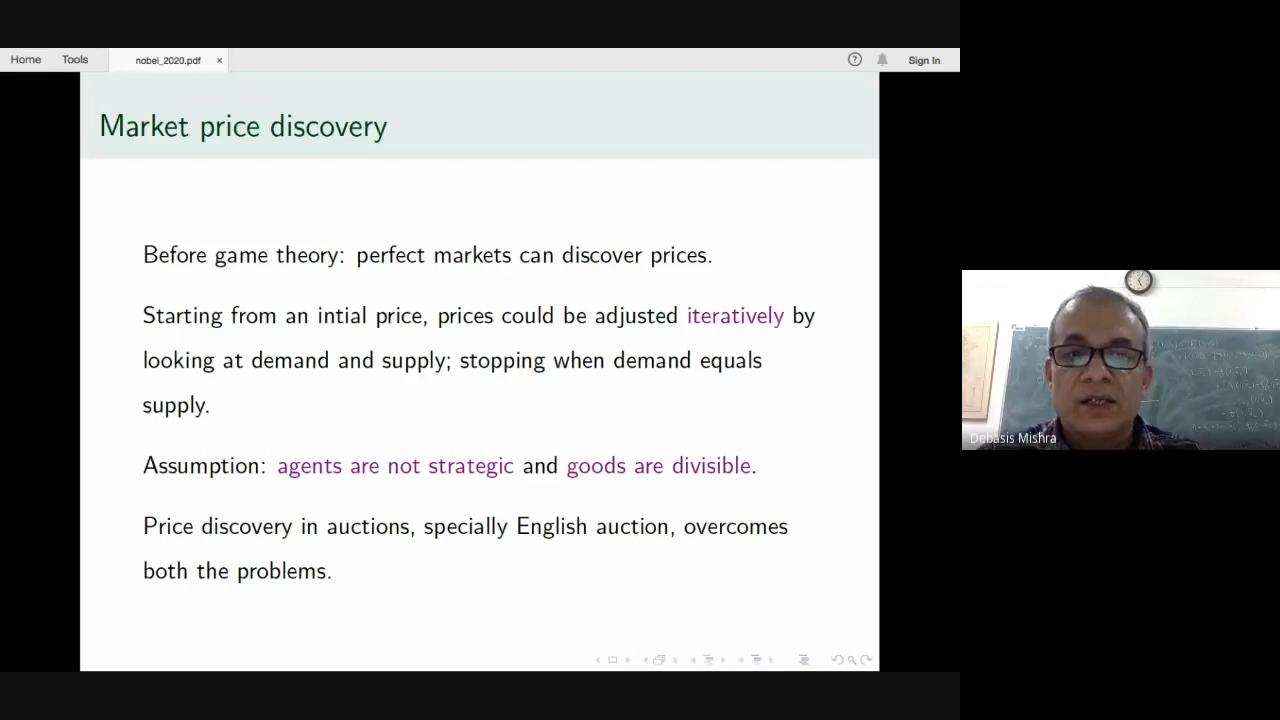 Home Tools nobel_2020.pdf × ? Sign In
Market price discovery
Before game theory: perfect markets can discover prices.
Starting from an intial price, prices could be adjusted iteratively by
looking at demand and supply; stopping when demand equals
supply.
Assumption: agents are not strategic and goods are divisible.
Price discovery in auctions, specially English auction, overcomes
both the problems.
Debasis Mishra